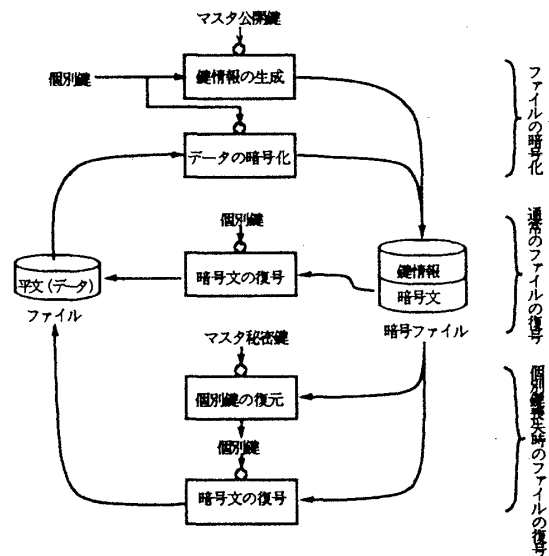 マスタ公開鍵
個別鍵
鍵情報の生成
データの暗号化
ファイルの暗号化
個別鍵
暗号文の復号
平文(データ)
ファイル
鍵情報
暗号文
暗号ファイル
通常のファイルの復号
マスタ秘密鍵
個別鍵の復元
個別鍵
暗号文の復号
個別鍵喪失時のファイルの復号